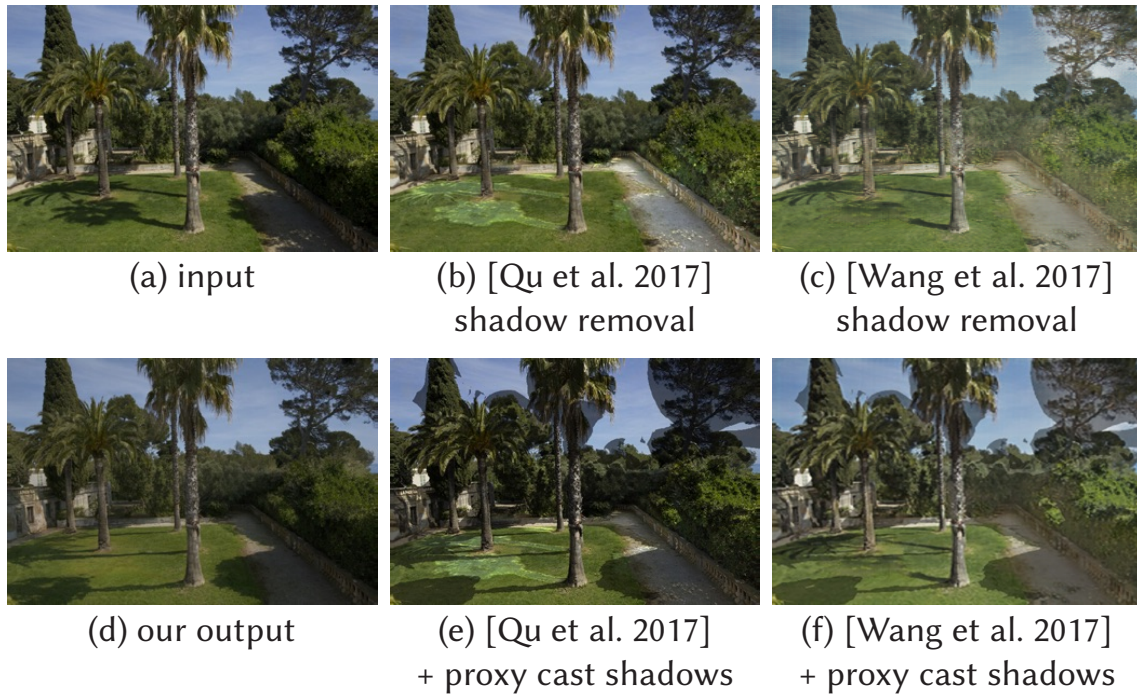 (a) input
(b) [Qu et al. 2017]
shadow removal
(c) [Wang et al. 2017]
shadow removal
(d) our output
(e) [Qu et al. 2017]
+ proxy cast shadows
(f) [Wang et al. 2017]
+ proxy cast shadows